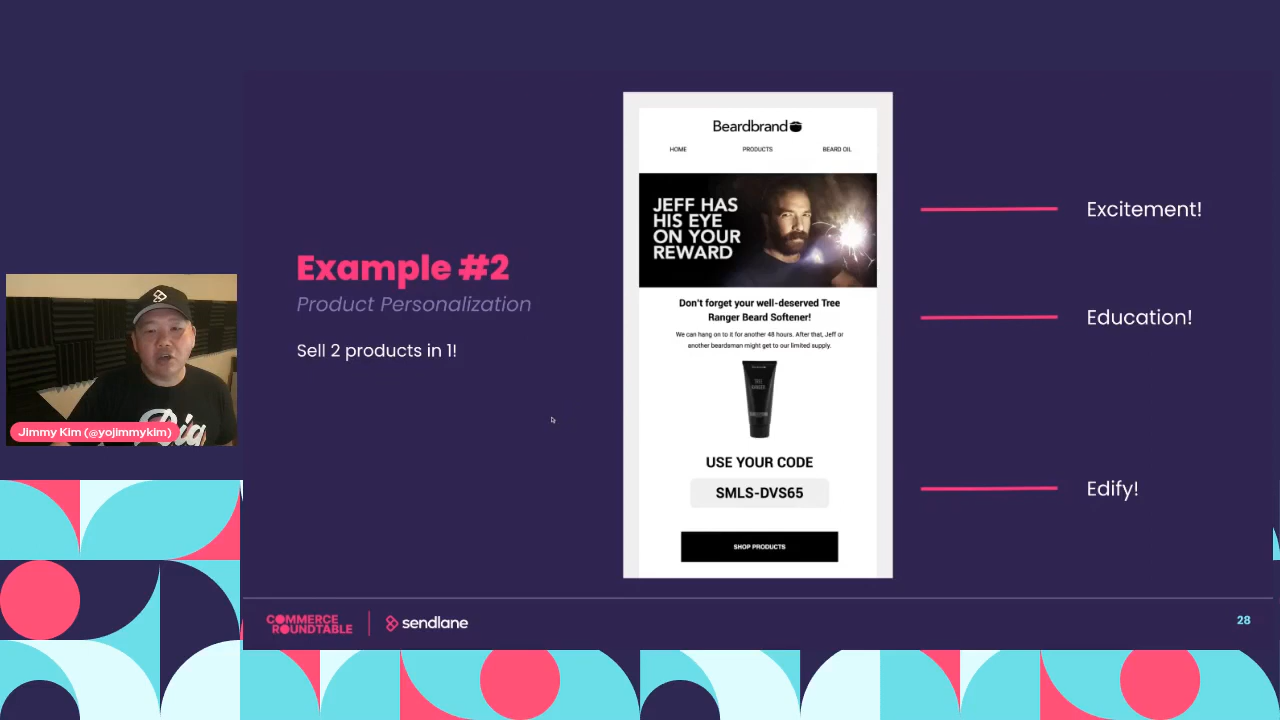 Example #2
Product Personalization
Sell 2 products in 1!
Jimmy Kim (@yojimmykim)
Big
Beardbrand
HOME PRODUCTS BEARD OIL
JEFF HAS
HIS EYE
ON YOUR
REWARD
Don't forget your well-deserved Tree
Ranger Beard Softener!
We can hang on to it for another 48 hours. After that, Jeff or
another beardsman might get to our limited supply.
TREE
RANGER
USE YOUR CODE
SMLS-DVS65
SHOP PRODUCTS
Excitement!
Education!
Edify!
COMMERCE
ROUNDTABLE
sendlane
28